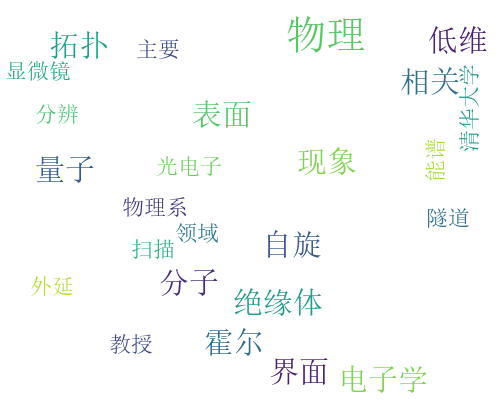 物理
低维
拓扑
主要
显微镜
相关
清华大学
分辨
表面
能谱
现象
光电子
量子
物理系
隧道
领域
自旋
扫描
外延
分子
绝缘体
教授
霍尔
界面
电子学